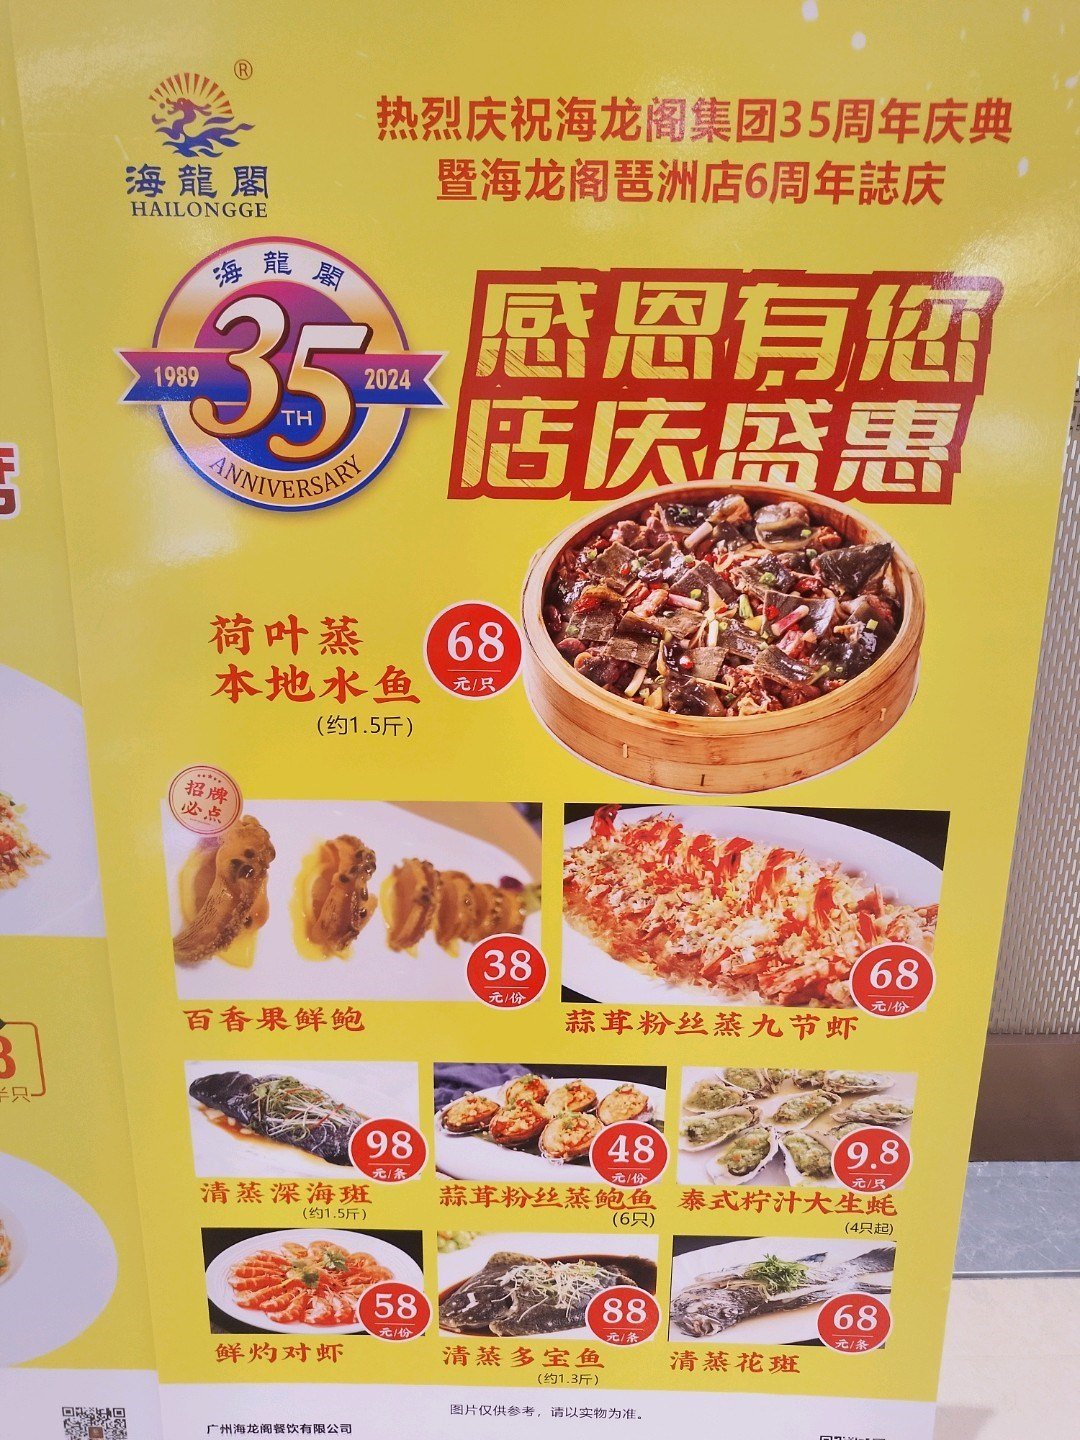 ®
海龍閣
HAILONGGE
热烈庆祝海龙阁集团35周年庆典
暨海龙阁琶洲店6周年誌庆
海龍閣
1989
35
TH
2024
ANNIVERSARY
感恩有您
店庆盛惠
荷叶蒸
本地水鱼
(约1.5斤)
68
元/只
招牌
必点
38
元/份
百香果鲜鲍
68
元/份
蒜茸粉丝蒸九节虾
98
元/条
清蒸深海斑
(约1.5斤)
48
元/份
蒜茸粉丝蒸鲍鱼
(6只)
9.8
元/只
泰式柠汁大生蚝
(4只起)
58
元/份
鲜灼对虾
88
元/条
清蒸多宝鱼
(约1.3斤)
68
元/条
清蒸花斑
图片仅供参考，请以实物为准。
广州海龙阁餐饮有限公司
半只